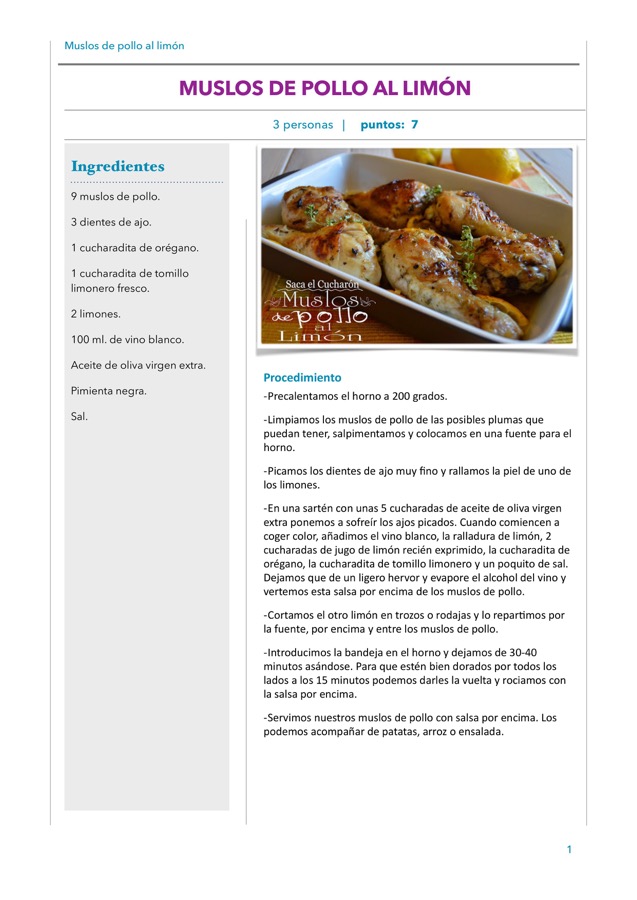 Muslos de pollo al limón
MUSLOS DE POLLO AL LIMÓN
3 personas | puntos: 7
Ingredientes
9 muslos de pollo.
3 dientes de ajo.
1 cucharadita de orégano.
1 cucharadita de tomillo
limonero fresco.
2 limones.
100 ml. de vino blanco.
Aceite de oliva virgen extra.
Pimienta negra.
Sal.
Saca el Cucharón
Muslos
de pollo
al
Limón
Procedimiento
-Precalentamos el horno a 200 grados.
-Limpiamos los muslos de pollo de las posibles plumas que
puedan tener, salpimentamos y colocamos en una fuente para el
horno.
-Picamos los dientes de ajo muy fino y rallamos la piel de uno de
los limones.
-En una sartén con unas 5 cucharadas de aceite de oliva virgen
extra ponemos a sofreír los ajos picados. Cuando comiencen a
coger color, añadimos el vino blanco, la ralladura de limón, 2
cucharadas de jugo de limón recién exprimido, la cucharadita de
orégano, la cucharadita de tomillo limonero y un poquito de sal.
Dejamos que de un ligero hervor y evapore el alcohol del vino y
vertemos esta salsa por encima de los muslos de pollo.
-Cortamos el otro limón en trozos o rodajas y lo repartimos por
la fuente, por encima y entre los muslos de pollo.
-Introducimos la bandeja en el horno y dejamos de 30-40
minutos asándose. Para que estén bien dorados por todos los
lados a los 15 minutos podemos darles la vuelta y rociamos con
la salsa por encima.
-Servimos nuestros muslos de pollo con salsa por encima. Los
podemos acompañar de patatas, arroz o ensalada.
1